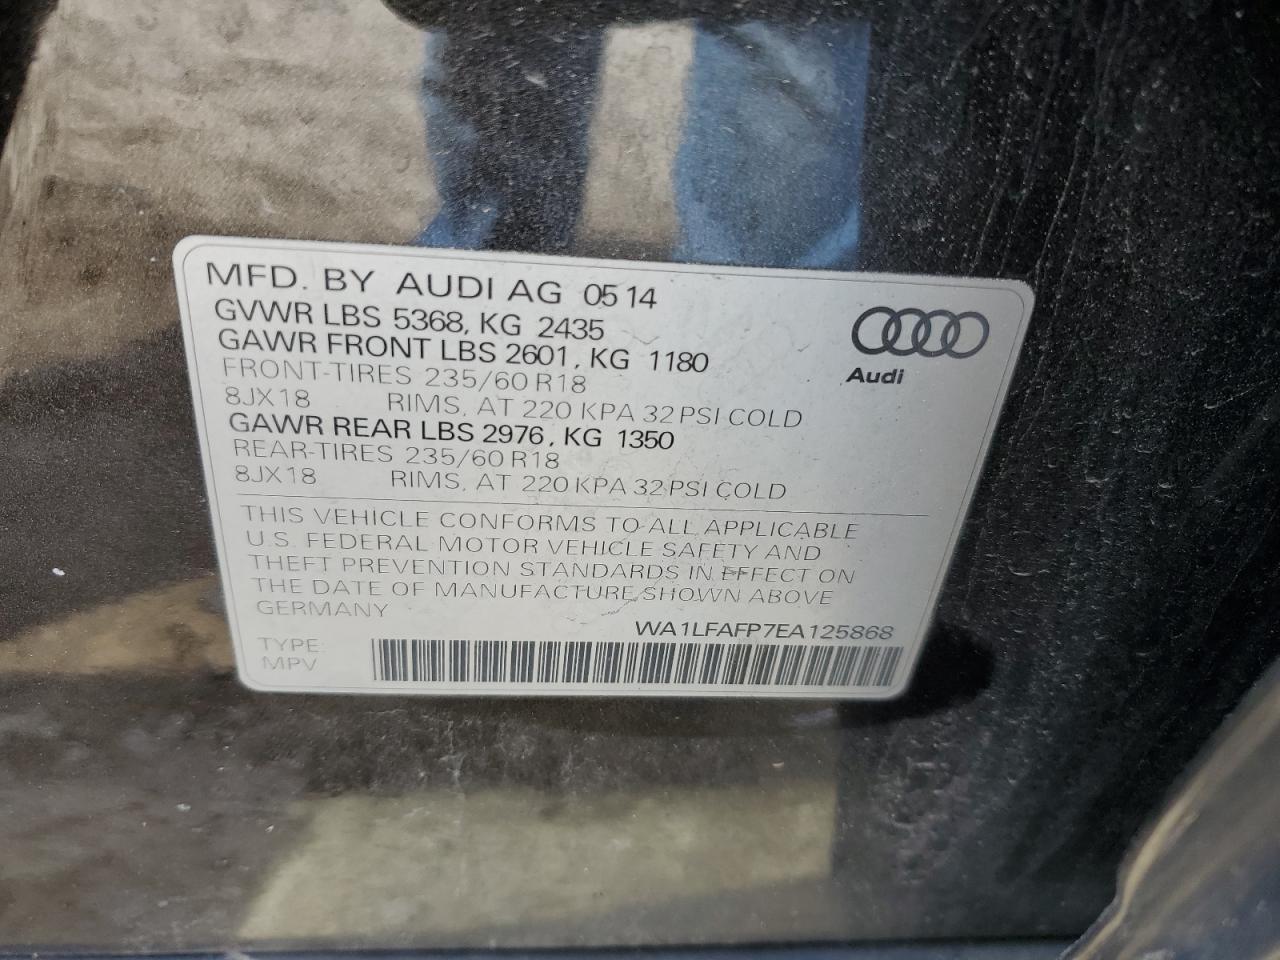 MFD. BY AUDI AG 05 14
GVWR LBS 5368, KG 2435
GAWR FRONT LBS 2601, KG 1180
FRONT-TIRES 235/60 R18
8JX18 RIMS, AT 220 KPA 32 PSI COLD
GAWR REAR LBS 2976, KG 1350
REAR-TIRES 235/60 R18
8JX18 RIMS, AT 220 KPA 32 PSI COLD
Audi
THIS VEHICLE CONFORMS TO ALL APPLICABLE
U.S. FEDERAL MOTOR VEHICLE SAFETY AND
THEFT PREVENTION STANDARDS IN EFFECT ON
THE DATE OF MANUFACTURE SHOWN ABOVE
GERMANY
WA1LFAFP7EA125868
TYPE:
MPV